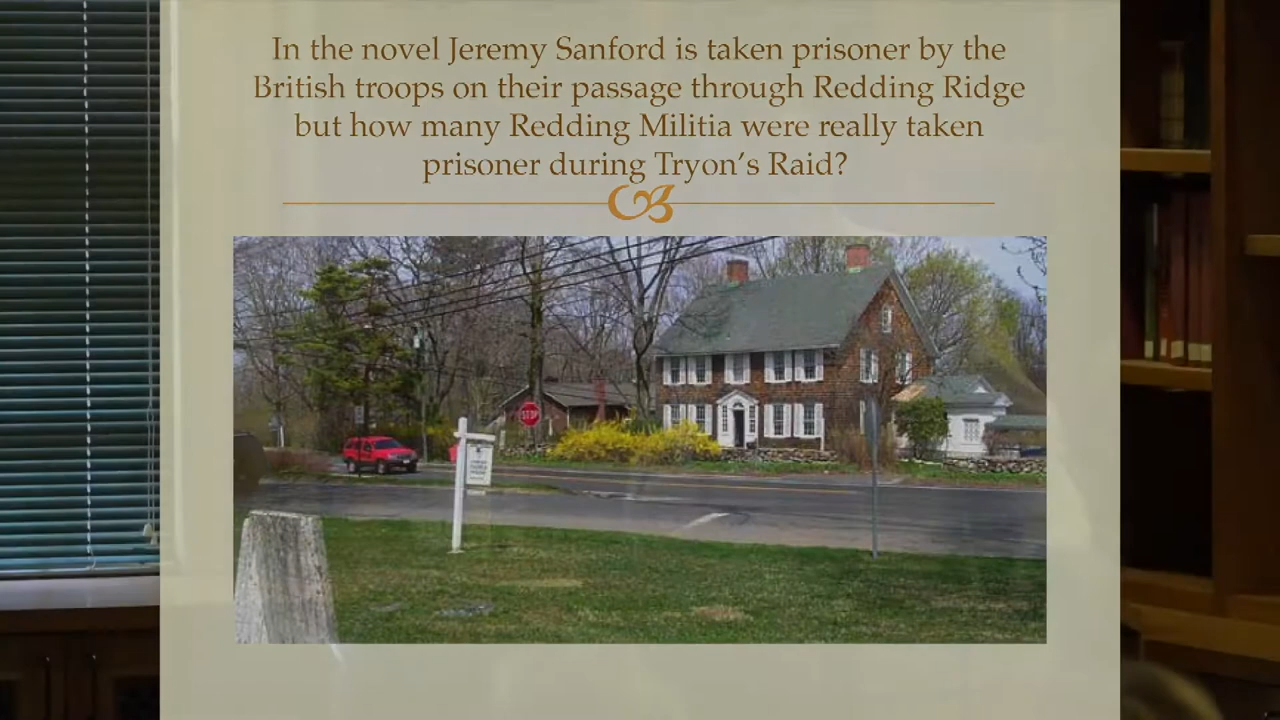 In the novel Jeremy Sanford is taken prisoner by the
British troops on their passage through Redding Ridge
but how many Redding Militia were really taken
prisoner during Tryon's Raid?
STOP